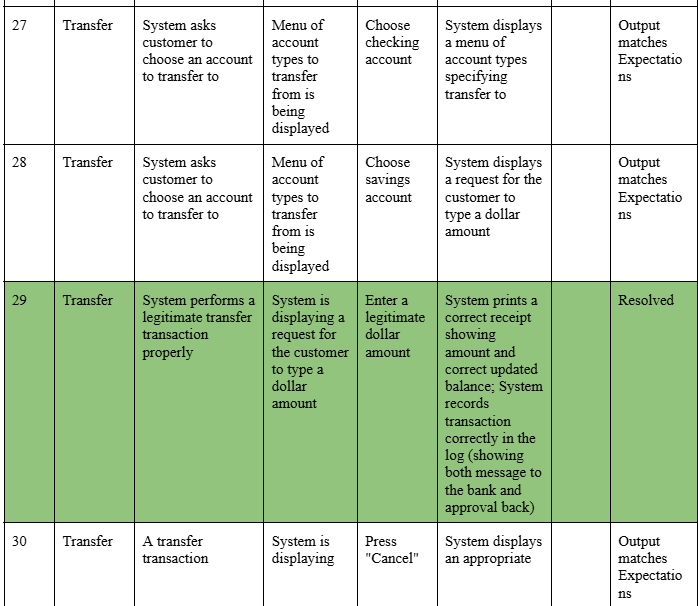 27
Transfer
System asks
customer to
choose an account
to transfer to
Menu of
account
types to
transfer
from is
being
displayed
Choose
checking
account
System displays
a menu of
account types
specifying
transfer to
Output
matches
Expectatio
ns
28
Transfer
System asks
customer to
choose an account
to transfer to
Menu of
account
types to
transfer
from is
being
displayed
Choose
savings
account
System displays
a request for the
customer to
type a dollar
amount
Output
matches
Expectatio
ns
29
Transfer
System performs a
legitimate transfer
transaction
properly
System is
displaying a
request for
the customer
to type a
dollar
amount
Enter a
legitimate
dollar
amount
System prints a
correct receipt
showing
amount and
correct updated
balance; System
records
transaction
correctly in the
log (showing
both message to
the bank and
approval back)
Resolved
30
Transfer
A transfer
transaction
System is
displaying
Press
"Cancel"
System displays
an appropriate
Output
matches
Expectatio
ns